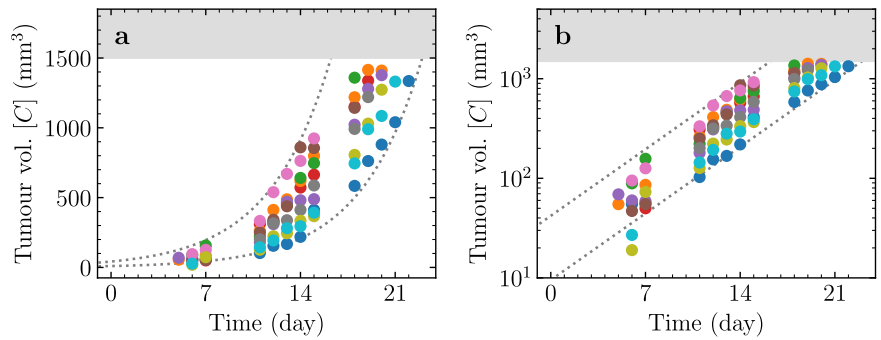 a
Tumour vol. [C] (mm³)
1500
1000
500
0
0
7
14
21
Time (day)
b
Tumour vol. [C] (mm³)
10³
10²
10¹
0
7
14
21
Time (day)